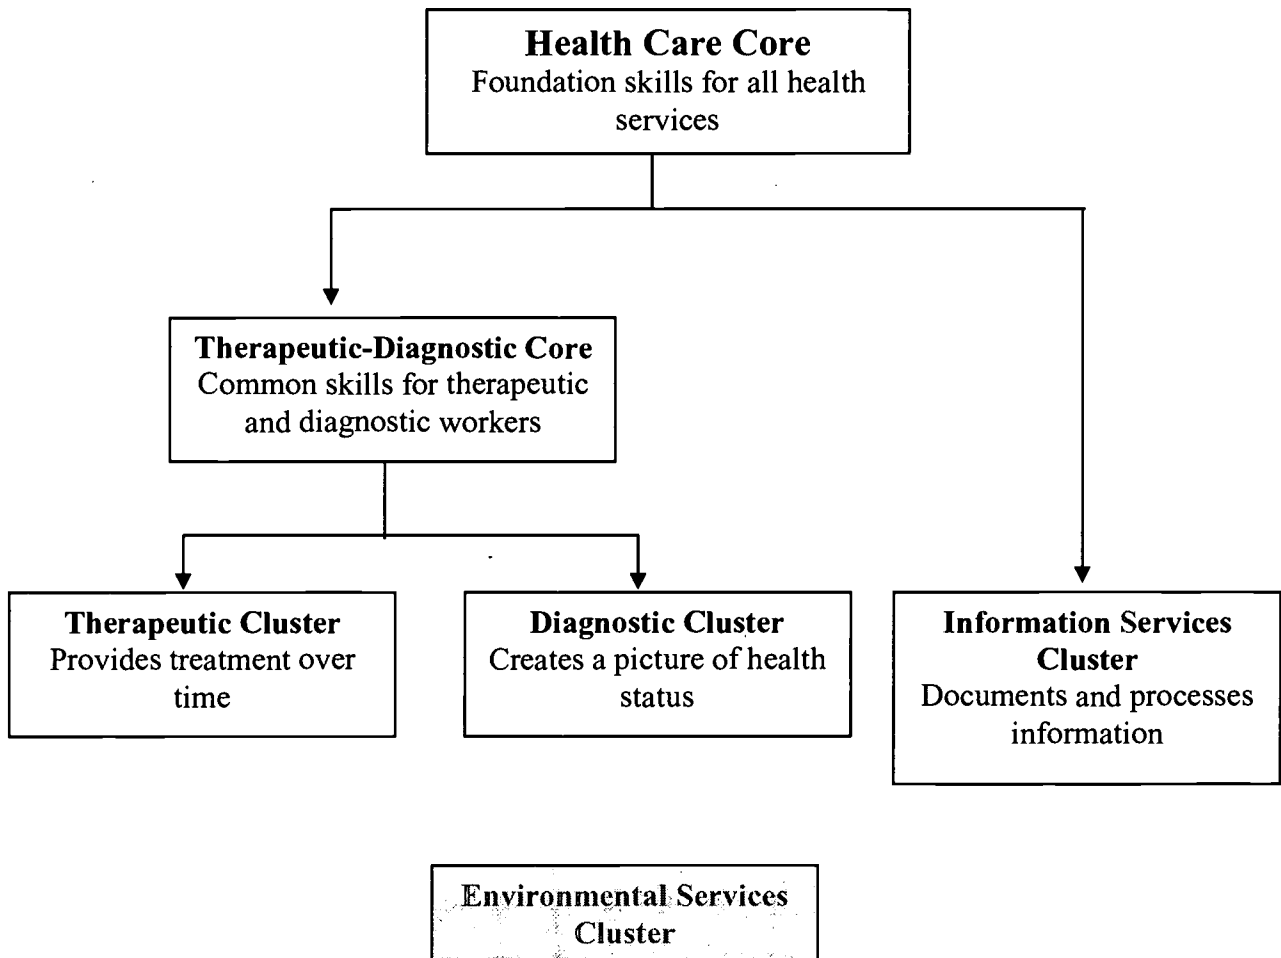 Health Care Core
Foundation skills for all health
services
Therapeutic-Diagnostic Core
Common skills for therapeutic
and diagnostic workers
Therapeutic Cluster
Provides treatment over
time
Diagnostic Cluster
Creates a picture of health
status
Information Services
Cluster
Documents and processes
information
Environmental Services
Cluster